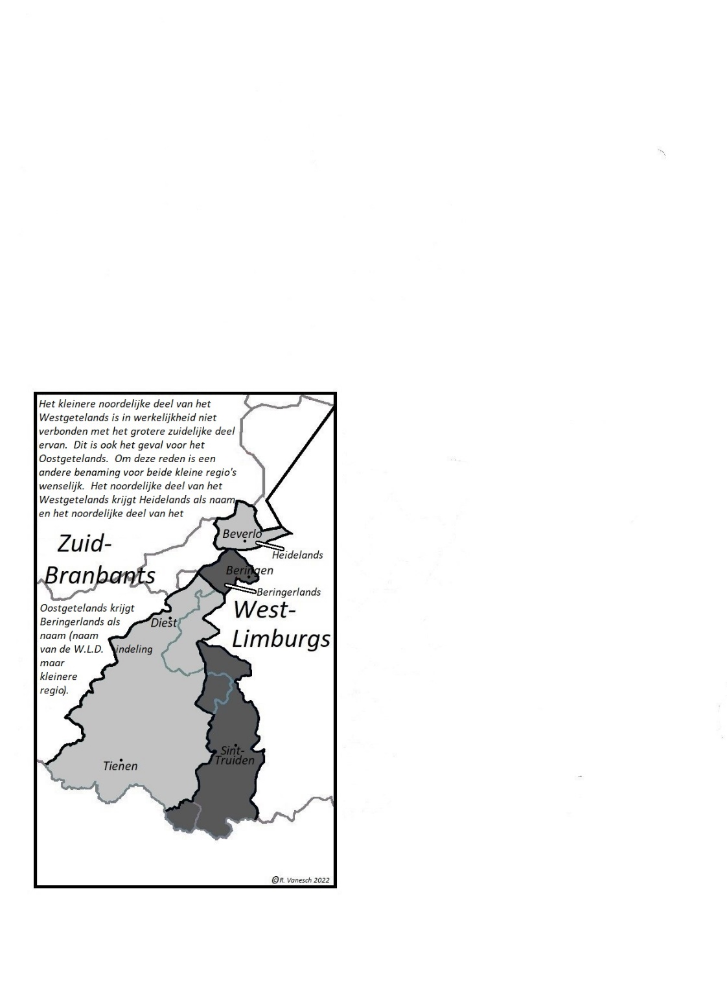 Het kleinere noordelijke deel van het
Westgetelands is in werkelijkheid niet
verbonden met het grotere zuidelijke deel
ervan.  Dit is ook het geval voor het
Oostgetelands.  Om deze reden is een
andere benaming voor beide kleine regio's
wenselijk.  Het noordelijke deel van het
Westgetelands krijgt Heidelands als naam
en het noordelijke deel van het
Beverlo
Heidelands
Zuid-
Branbants
Beringen
Beringerlands
West-
Limburgs
Oostgetelands krijgt
Beringerlands als
naam (naam
van de W.L.D. indeling
maar
kleinere
regio).
Diest
Sint-
Truiden
Tienen
©R. Vanesch 2022